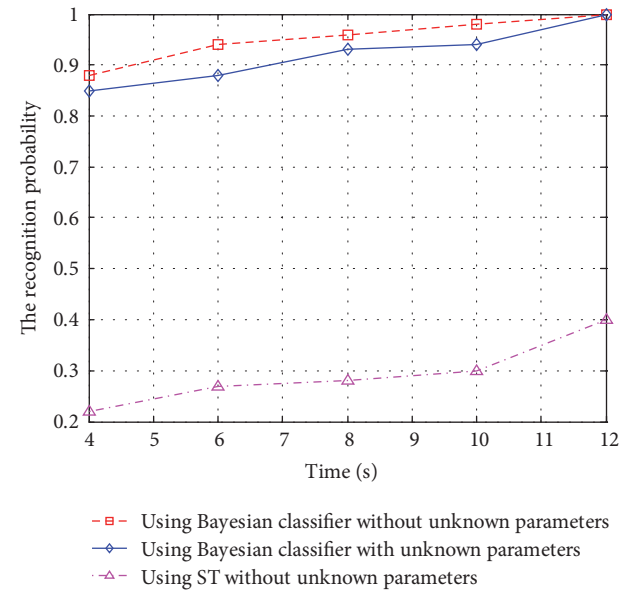 The recognition probability
1
0.9
0.8
0.7
0.6
0.5
0.4
0.3
0.2
4 5 6 7 8 9 10 11 12
Time (s)
Using Bayesian classifier without unknown parameters
Using Bayesian classifier with unknown parameters
Using ST without unknown parameters